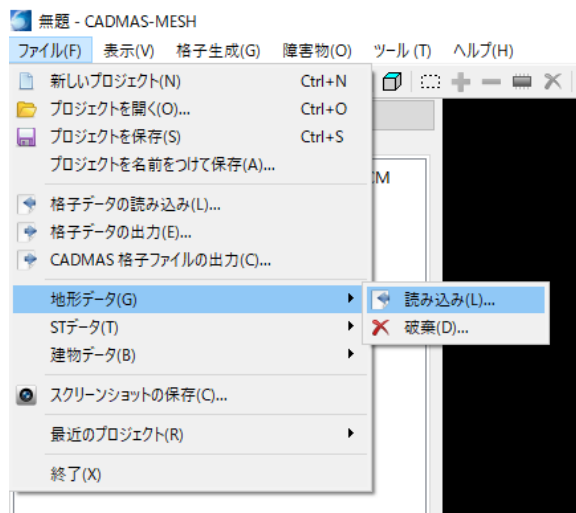 無題 - CADMAS-MESH
ファイル(F) 表示(V) 格子生成(G) 障害物(O) ツール (T) ヘルプ(H)
新しいプロジェクト(N) Ctrl+N
プロジェクトを開く(O)... Ctrl+O
プロジェクトを保存(S) Ctrl+S
プロジェクトを名前をつけて保存(A)...
CM
格子データの読み込み(L)...
格子データの出力(E)...
CADMAS 格子ファイルの出力(C)...
地形データ(G) 読み込み(L)...
STデータ(T) 破棄(D)...
建物データ(B)
スクリーンショットの保存(C)...
最近のプロジェクト(R)
終了(X)